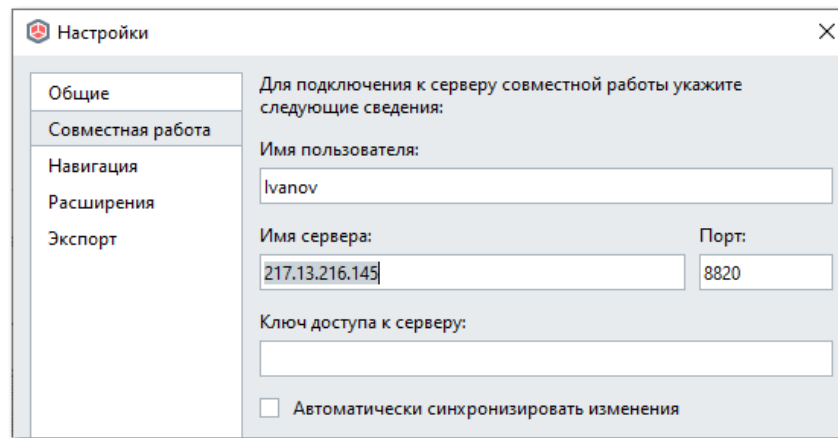 Настройки
Общие
Совместная работа
Навигация
Расширения
Экспорт
Для подключения к серверу совместной работы укажите
следующие сведения:
Имя пользователя:
Ivanov
Имя сервера:
Порт:
217.13.216.145
8820
Ключ доступа к серверу:
Автоматически синхронизировать изменения